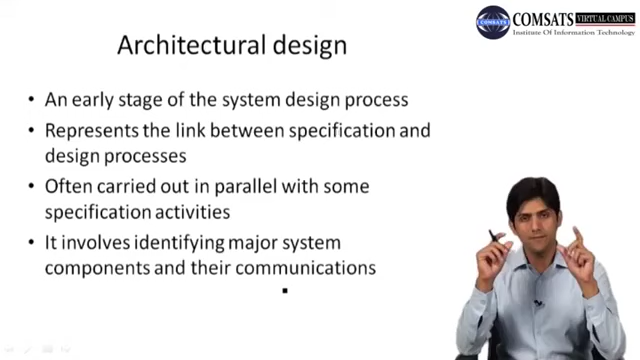 COMSATS VIRTUAL CAMPUS
Institute Of Information Technology
COMSATS
Architectural design
• An early stage of the system design process
• Represents the link between specification and
design processes
• Often carried out in parallel with some
specification activities
• It involves identifying major system
components and their communications